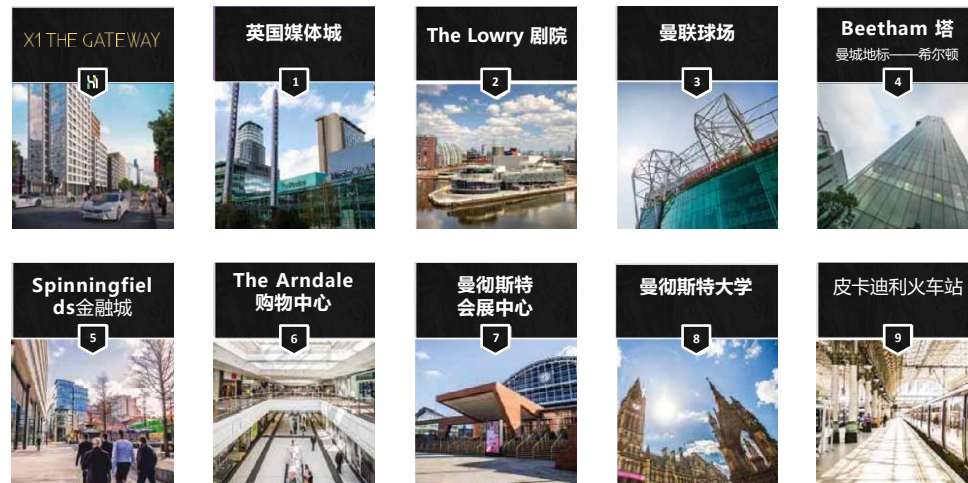 X1 THE GATEWAY
X1
英国媒体城
1
The Lowry 剧院
2
曼联球场
3
Beetham 塔
曼城地标——希尔顿
4
Spinningfiel
ds金融城
5
The Arndale
购物中心
6
曼彻斯特
会展中心
7
曼彻斯特大学
8
皮卡迪利火车站
9